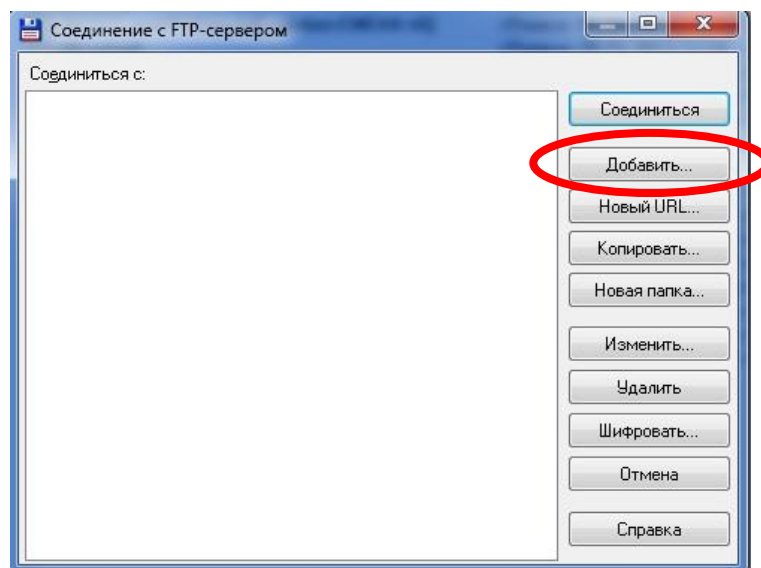 Соединение с FTP-сервером
Соединиться с:
Соединиться
Добавить...
Новый URL...
Копировать...
Новая папка...
Изменить...
Удалить
Шифровать...
Отмена
Справка